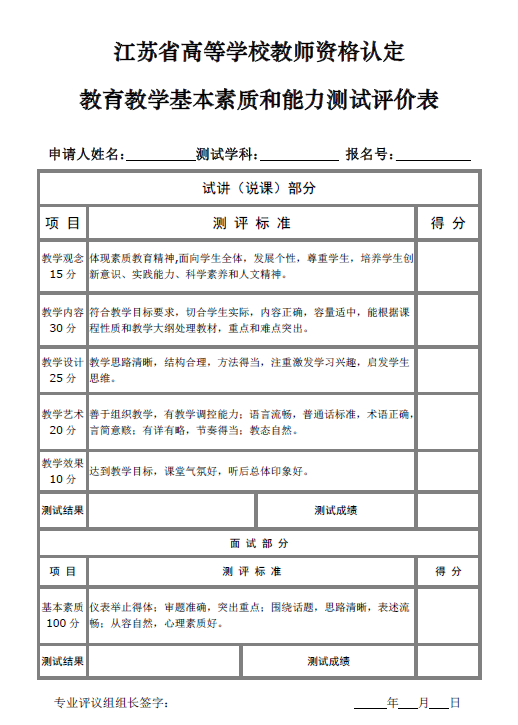 江苏省高等学校教师资格认定
教育教学基本素质和能力测试评价表
申请人姓名：__________测试学科：___________ 报名号：__________
试讲（说课）部分
项 目 测 评 标 准 得 分
教学观念
15 分
体现素质教育精神,面向学生全体，发展个性，尊重学生，培养学生创
新意识、实践能力、科学素养和人文精神。
教学内容
30 分
符合教学目标要求，切合学生实际，内容正确，容量适中，能根据课
程性质和教学大纲处理教材，重点和难点突出。
教学设计
25 分
教学思路清晰，结构合理，方法得当，注重激发学习兴趣，启发学生
思维。
教学艺术
20 分
善于组织教学，有教学调控能力；语言流畅，普通话标准，术语正确，
言简意赅；有详有略，节奏得当；教态自然。
教学效果
10 分
达到教学目标，课堂气氛好，听后总体印象好。
测试结果 测试成绩
面 试 部 分
项 目 测 评 标 准 得 分
基本素质
100 分
仪表举止得体；审题准确，突出重点；围绕话题，思路清晰，表述流
畅；从容自然，心理素质好。
测试结果 测试成绩
专业评议组组长签字： _____年___月___日